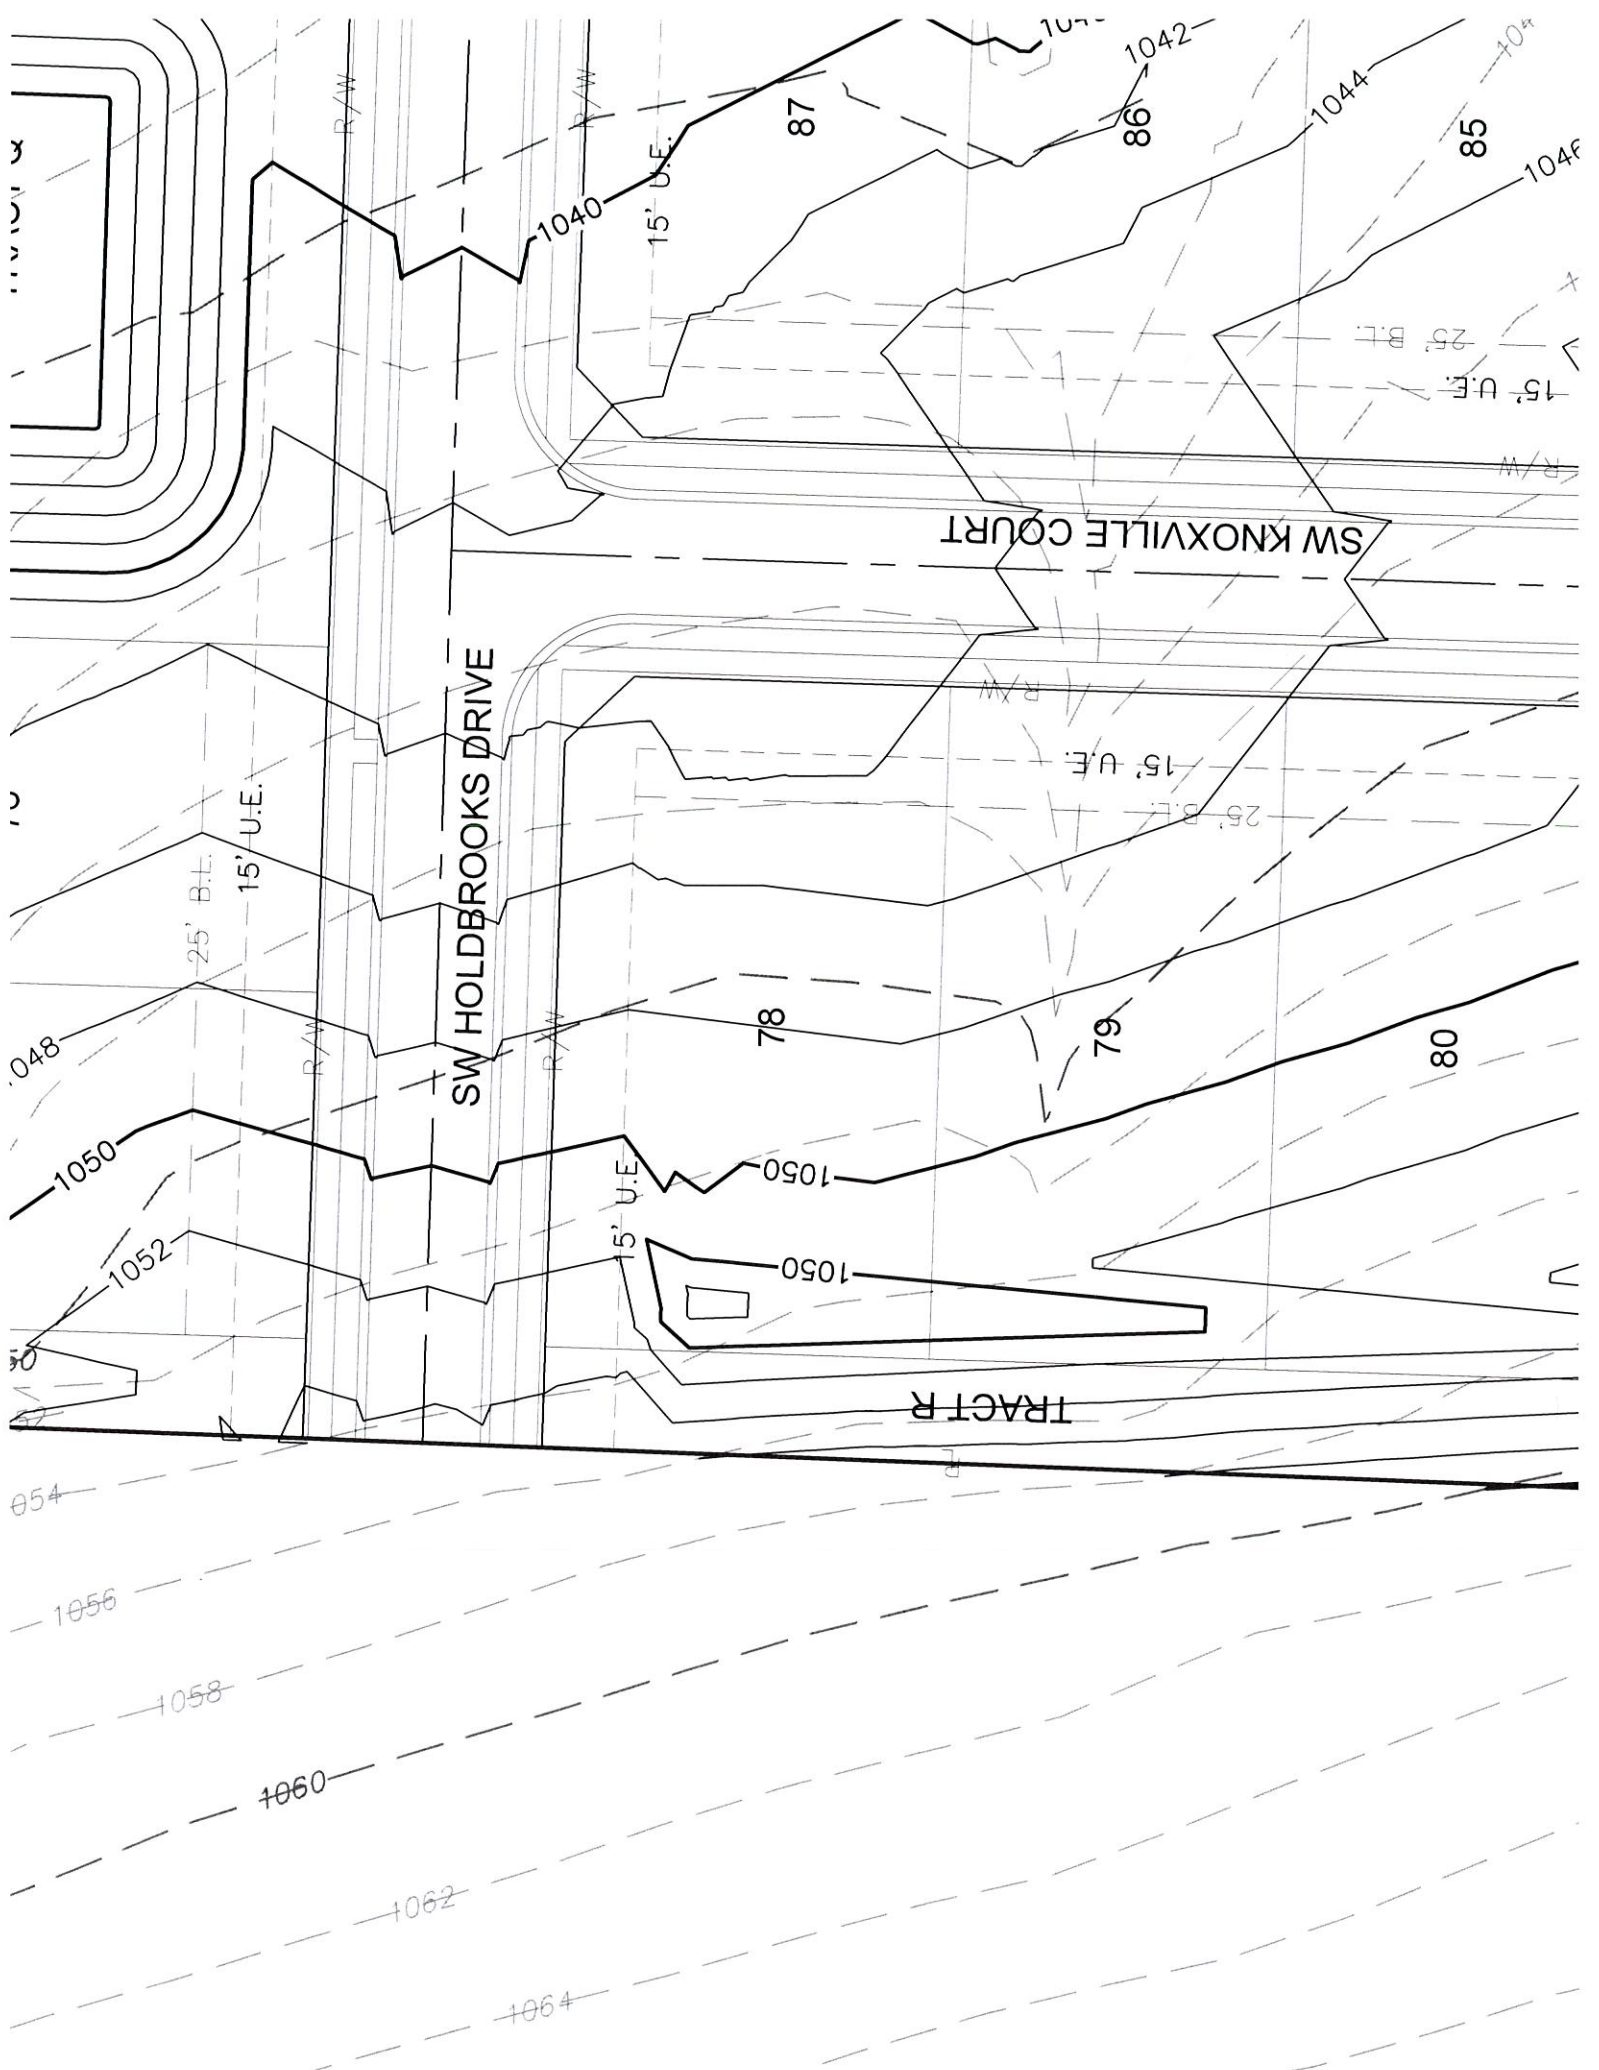 1042
R/W
R/W
87
86
1044
85
1046
15' U.E.
1040
25' B.L.
15' U.E.
R/W
SW KNOXVILLE COURT
SW HOLDBROOKS DRIVE
R/W
15' U.E.
25' B.L.
15' U.E.
25' B.L.
R/W
R/W
78
79
80
1048
1050
1050
15' U.E.
1052
1050
TRACT R
1054
1056
1058
1060
1062
1064